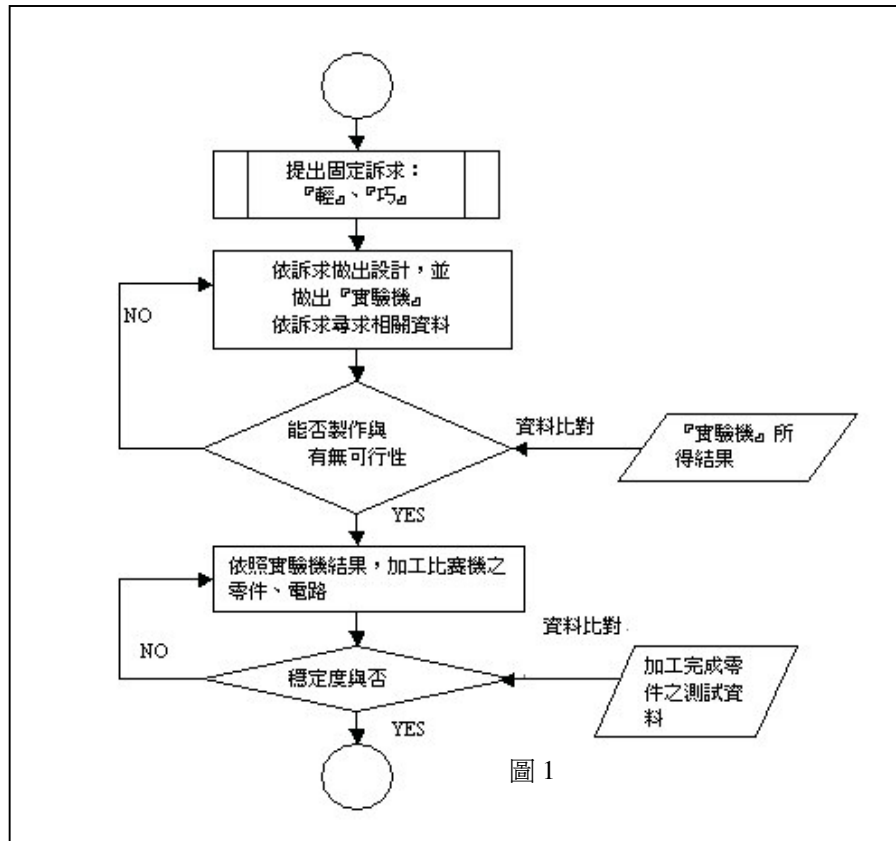 提出固定訴求：
『輕』、『巧』
依訴求做出設計，並
做出『實驗機』
依訴求尋求相關資料
NO
能否製作與
有無可行性
資料比對
『實驗機』所
得結果
YES
依照實驗機結果，加工比賽機之
零件、電路
資料比對
NO
穩定度與否
加工完成零
件之測試資
料
YES
圖 1